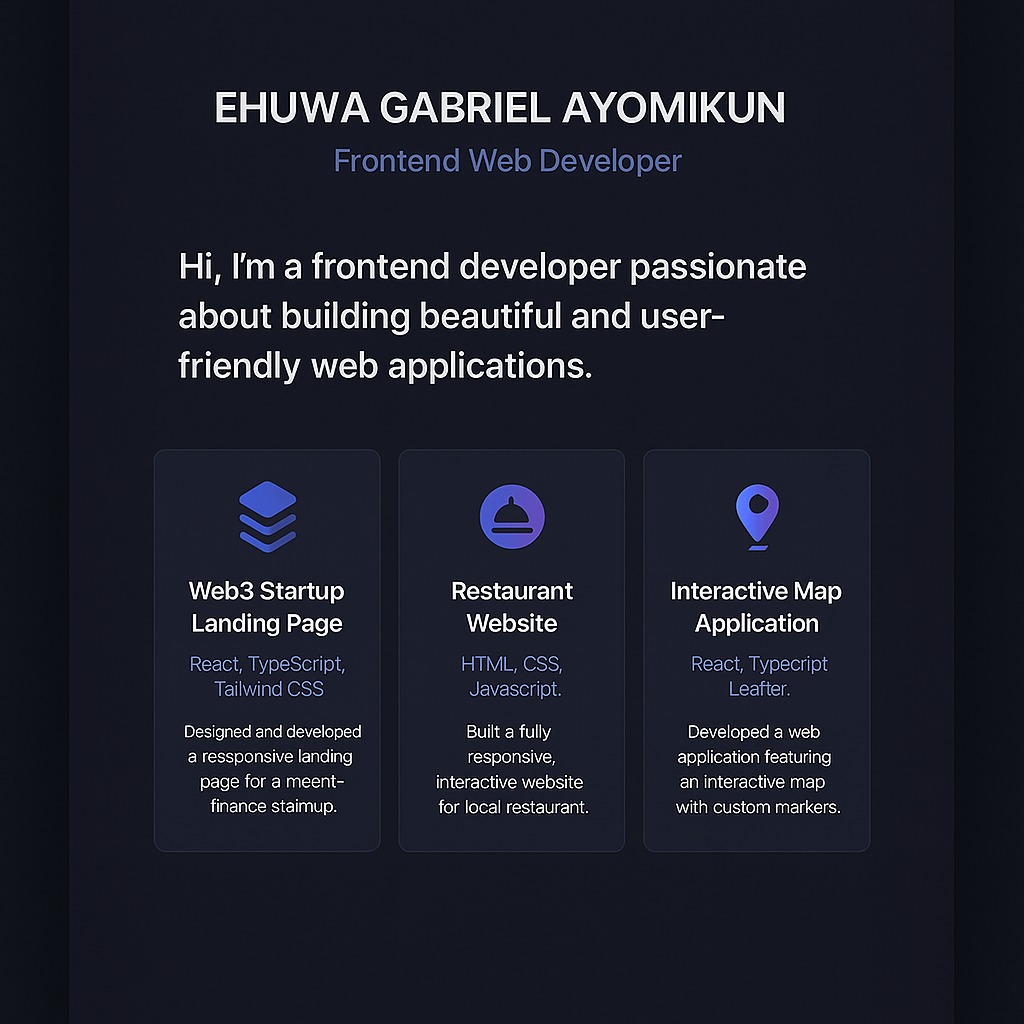 EHUWA GABRIEL AYOMIKUN
Frontend Web Developer
Hi, I'm a frontend developer passionate
about building beautiful and user-
friendly web applications.
Web3 Startup
Landing Page
React, TypeScript,
Tailwind CSS
Designed and developed
a ressponsive landing
page for a meent-
finance staimup.
Restaurant
Website
HTML, CSS,
Javascript.
Built a fully
responsive,
interactive website
for local restaurant.
Interactive Map
Application
React, Typecript
Leafter.
Developed a web
application featuring
an interactive map
with custom markers.